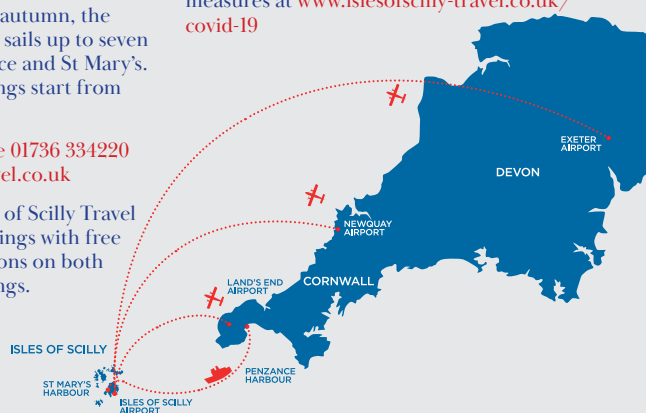 autumn, the
sails up to seven
ce and St Mary's.
ngs start from
e 01736 334220
vel.co.uk
of Scilly Travel
ings with free
ons on both
ngs.
measures at www.islesofscilly-travel.co.uk/
covid-19
EXETER
AIRPORT
DEVON
NEWQUAY
AIRPORT
LAND'S END
AIRPORT
CORNWALL
ISLES OF SCILLY
PENZANCE
HARBOUR
ST MARY'S
HARBOUR
ISLES OF SCILLY
AIRPORT